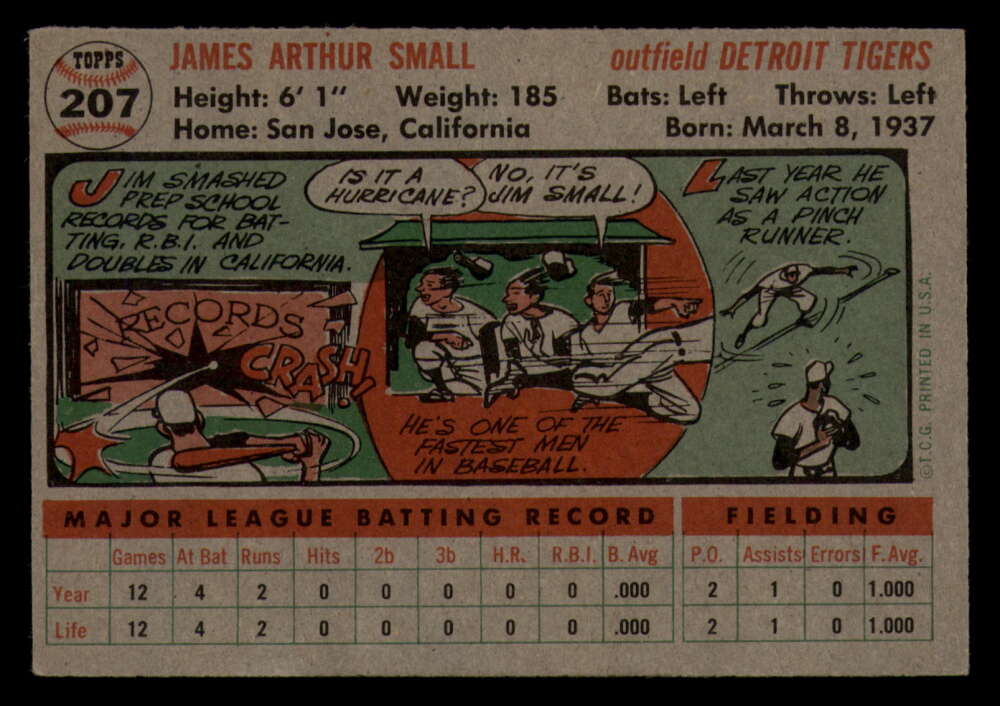 TOPPS
207
JAMES ARTHUR SMALL
outfield DETROIT TIGERS
Height: 6' 1" Weight: 185 Bats: Left Throws: Left
Home: San Jose, California Born: March 8, 1937
JIM SMASHED
PREP SCHOOL
RECORDS FOR BAT-
TING, R.B.I. AND
DOUBLES IN CALIFORNIA.
RECORDS
CRASH!
IS IT A
HURRICANE?
NO, IT'S
JIM SMALL!
HE'S ONE OF THE
FASTEST MEN
IN BASEBALL.
LAST YEAR HE
SAW ACTION
AS A PINCH
RUNNER.
©T.C.G. PRINTED IN U.S.A.
MAJOR LEAGUE BATTING RECORD FIELDING
Games At Bat Runs Hits 2b 3b H.R. R.B.I. B. Avg P.O. Assists Errors F. Avg.
Year 12 4 2 0 0 0 0 0 .000 2 1 0 1.000
Life 12 4 2 0 0 0 0 0 .000 2 1 0 1.000